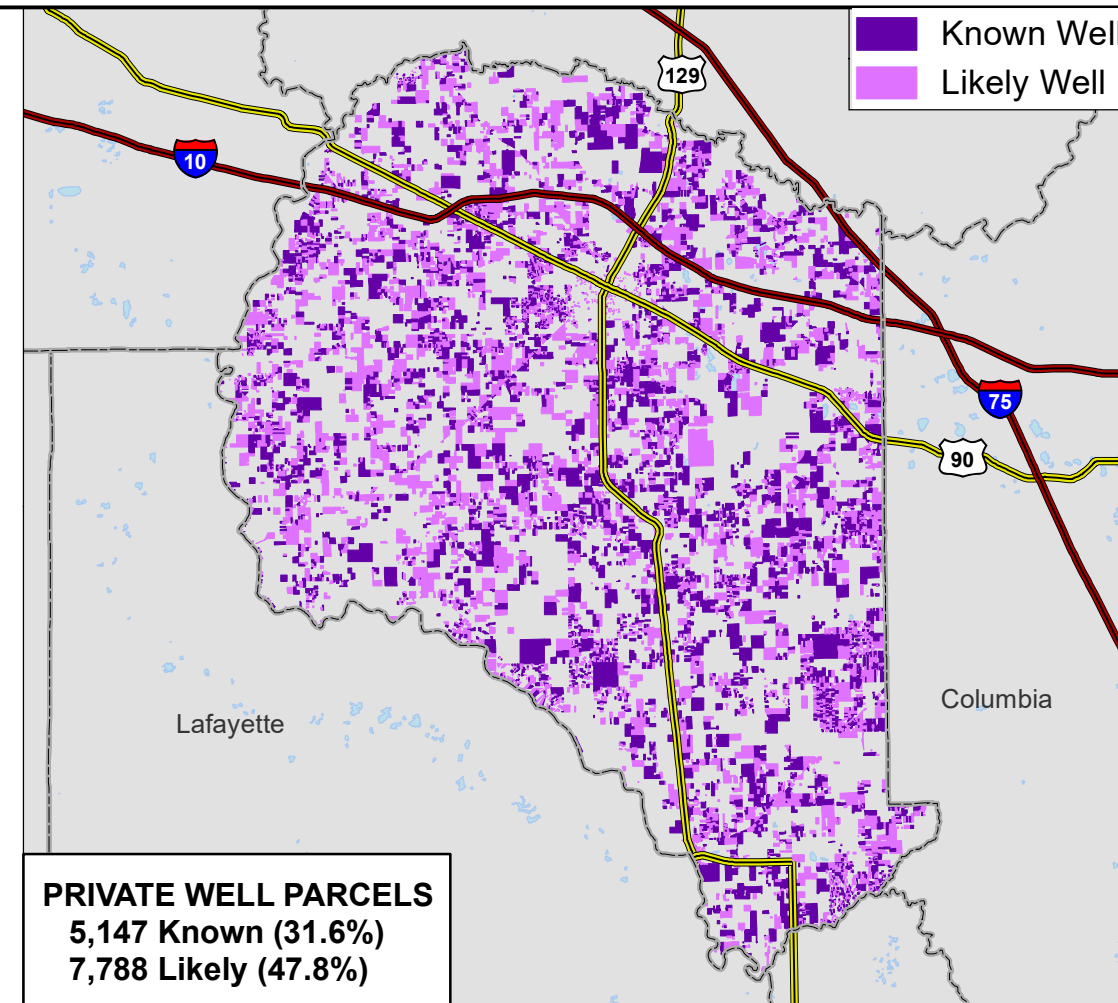 Known Well
Likely Well
129
10
75
90
Lafayette
Columbia
PRIVATE WELL PARCELS
5,147 Known (31.6%)
7,788 Likely (47.8%)